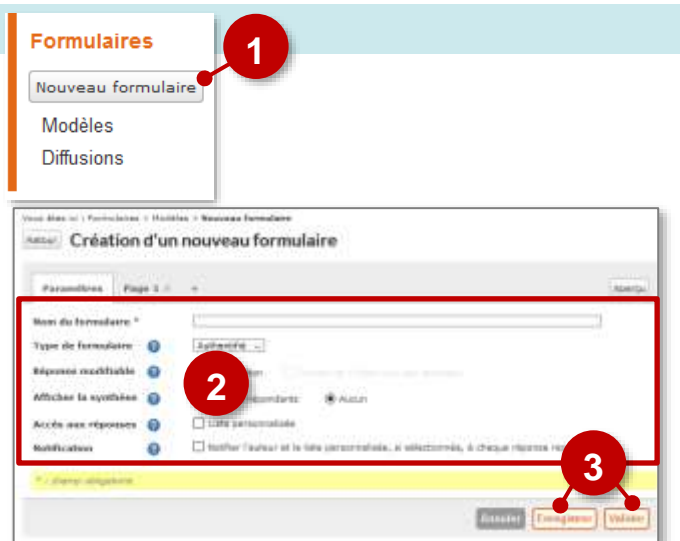 Formulaires
1
Nouveau formulaire
Modèles
Diffusions
Vous êtes ici : Formulaires > Modèles > Nouveau formulaire
Retour Création d'un nouveau formulaire
Paramètres Page 1 + Aperçu
Nom du formulaire *
Type de formulaire ? Authentifié
Réponse modifiable ?
2
Afficher la synthèse ? répondants Aucun
Accès aux réponses ? Liste personnalisée
Notification ? Notifier l'auteur et la liste personnalisée, si sélectionnés, à chaque réponse
3
* : champ obligatoire
Annuler Enregistrer Valider